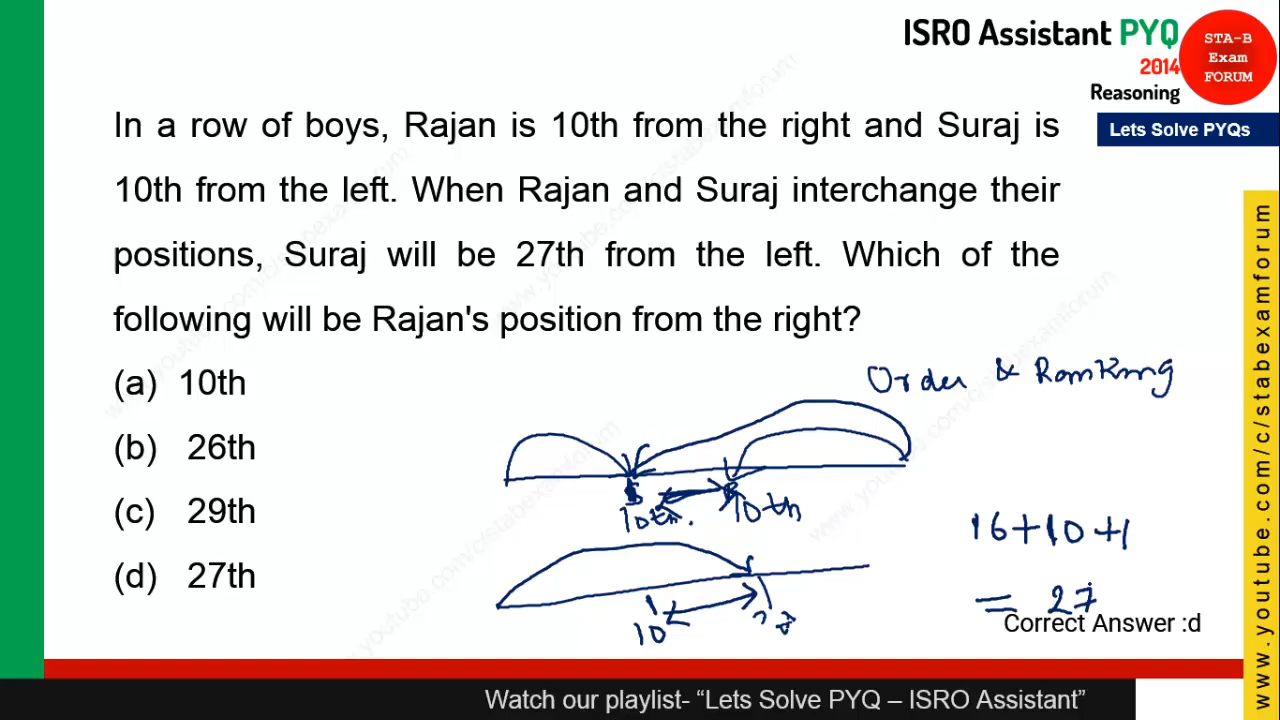 ISRO Assistant PYQ
2014
Reasoning
STA-B
Exam
FORUM
Lets Solve PYQs
In a row of boys, Rajan is 10th from the right and Suraj is
10th from the left. When Rajan and Suraj interchange their
positions, Suraj will be 27th from the left. Which of the
following will be Rajan's position from the right?
(a) 10th
(b) 26th
(c) 29th
(d) 27th
Order & Ranking
10th.
10th
16+10+1
= 27
10
Correct Answer :d
www.youtube.com/c/stabexamforum
Watch our playlist- “Lets Solve PYQ – ISRO Assistant”